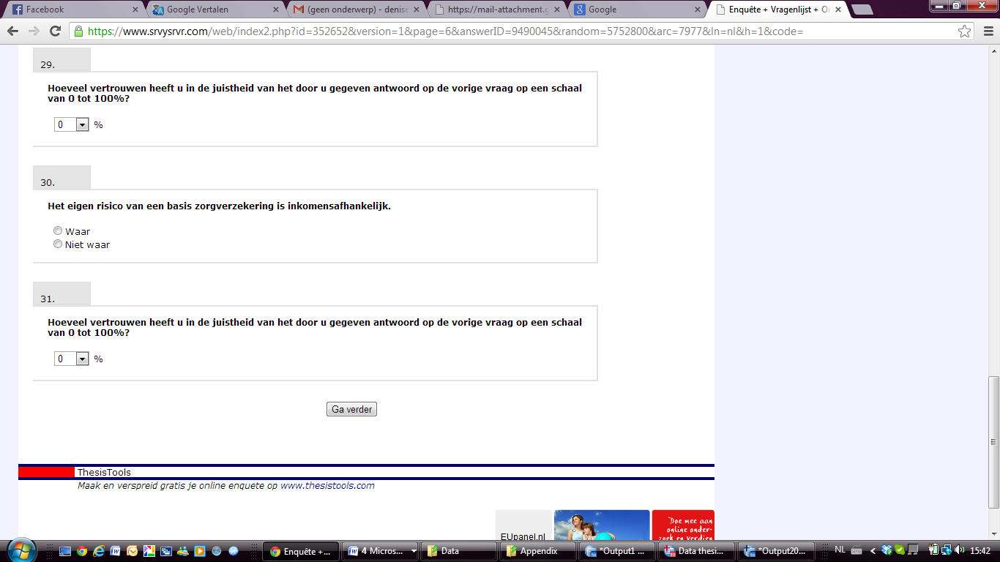 Facebook
Google Vertalen
(geen onderwerp) - denise
https://mail-attachment.g
Google
Enquête + Vragenlijst + O
https://www.srvysrvr.com/web/index2.php?id=352652&version=1&page=6&answerID=9490045&random=5752800&arc=7977&ln=nl&h=1&code=
29.
Hoeveel vertrouwen heeft u in de juistheid van het door u gegeven antwoord op de vorige vraag op een schaal
van 0 tot 100%?
0 %
30.
Het eigen risico van een basis zorgverzekering is inkomensafhankelijk.
Waar
Niet waar
31.
Hoeveel vertrouwen heeft u in de juistheid van het door u gegeven antwoord op de vorige vraag op een schaal
van 0 tot 100%?
0 %
Ga verder
ThesisTools
Maak en verspreid gratis je online enquete op www.thesistools.com
EUpanel.nl
"Doe mee aan
online onder-
zoek en verdien
Enquête +...
4 Micros...
Data
Appendix
*Output1 ...
Data thesi...
*Output20...
NL
15:42